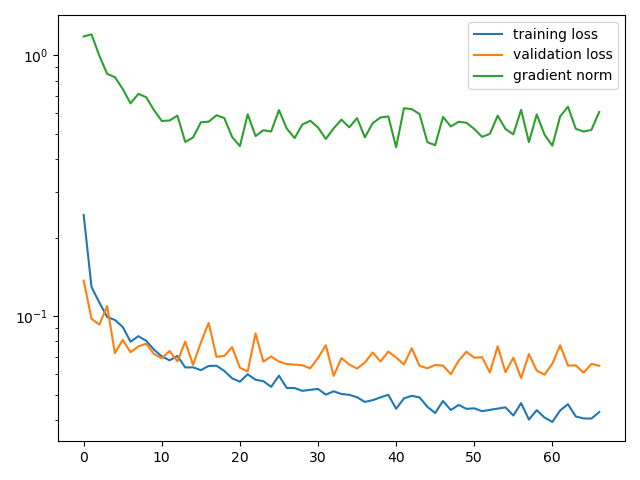 training loss
validation loss
gradient norm
10⁰
10⁻¹
0 10 20 30 40 50 60